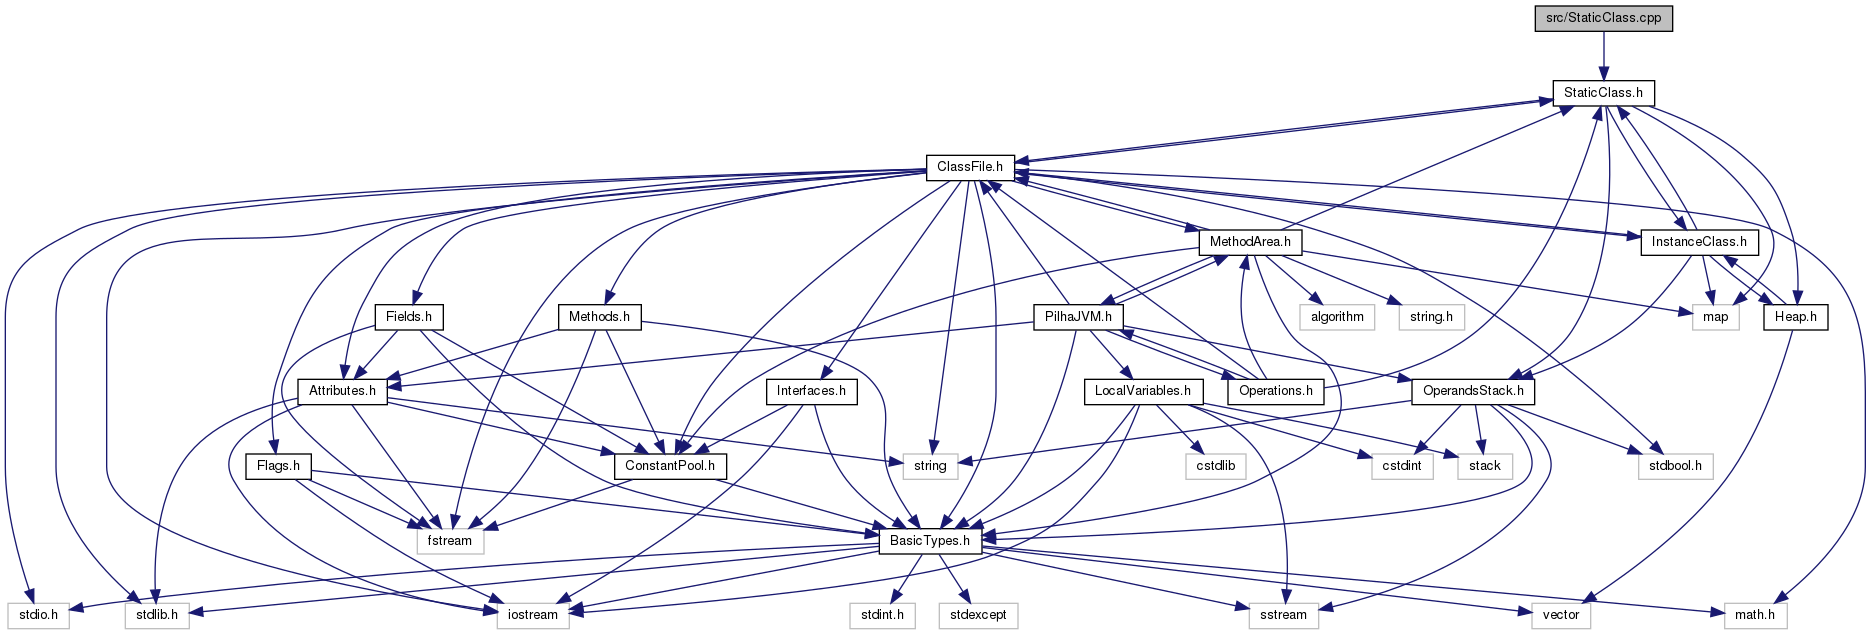 src/StaticClass.cpp
StaticClass.h
ClassFile.h
MethodArea.h
InstanceClass.h
Fields.h
Methods.h
PilhaJVM.h
algorithm
string.h
map
Heap.h
Attributes.h
Interfaces.h
LocalVariables.h
Operations.h
OperandsStack.h
Flags.h
ConstantPool.h
string
cstdlib
cstdint
stack
stdbool.h
fstream
BasicTypes.h
stdio.h
stdlib.h
iostream
stdint.h
stdexcept
sstream
vector
math.h